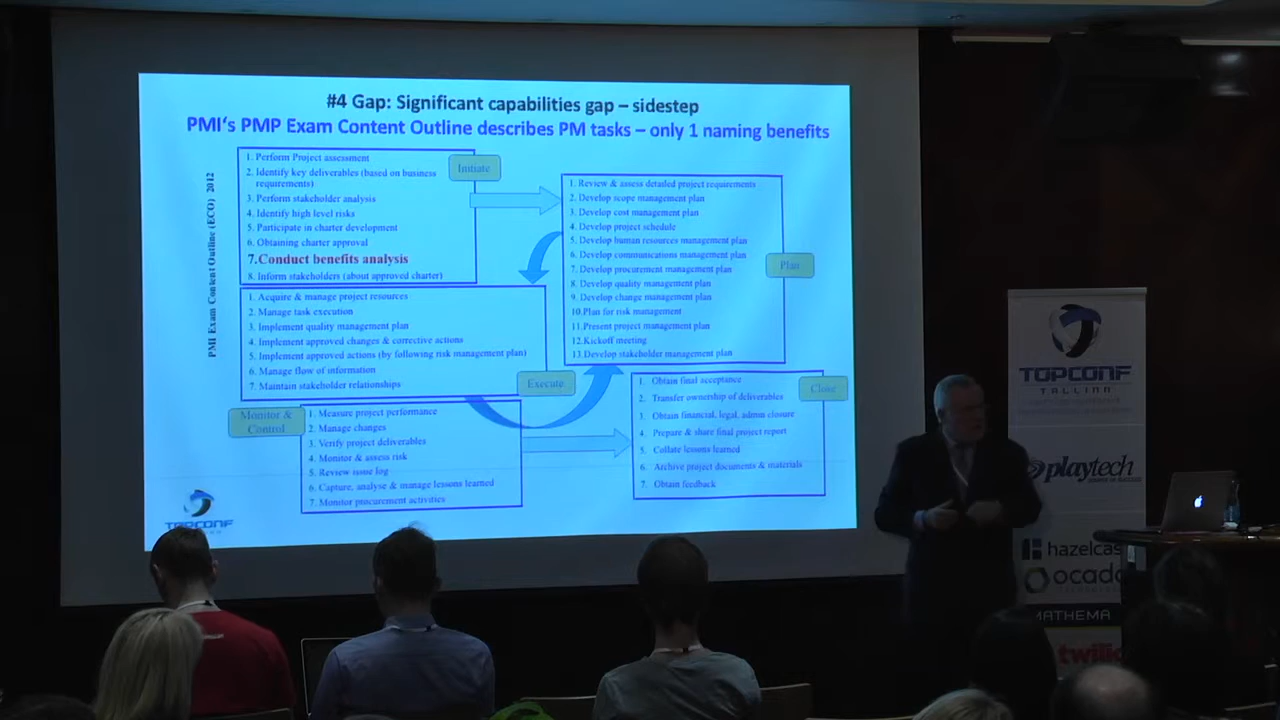 #4 Gap: Significant capabilities gap – sidestep
PMI's PMP Exam Content Outline describes PM tasks – only 1 naming benefits
PMI Exam Content Outline (ECO) 2012
1. Perform Project assessment
2. Identify key deliverables (based on business
requirements)
3. Perform stakeholder analysis
4. Identify high level risks
5. Participate in charter development
6. Obtaining charter approval
7.Conduct benefits analysis
8. Inform stakeholders (about approved charter)
Initiate
1. Review & assess detailed project requirements
2. Develop scope management plan
3. Develop cost management plan
4. Develop project schedule
5. Develop human resources management plan
6. Develop communications management plan
7. Develop procurement management plan
8. Develop quality management plan
9. Develop change management plan
10.Plan for risk management
11.Present project management plan
12.Kickoff meeting
13.Develop stakeholder management plan
Plan
1. Acquire & manage project resources
2. Manage task execution
3. Implement quality management plan
4. Implement approved changes & corrective actions
5. Implement approved actions (by following risk management plan)
6. Manage flow of information
7. Maintain stakeholder relationships
Execute
Monitor &
Control
1. Measure project performance
2. Manage changes
3. Verify project deliverables
4. Monitor & assess risk
5. Review issue log
6. Capture, analyse & manage lessons learned
7. Monitor procurement activities
1. Obtain final acceptance
2. Transfer ownership of deliverables
3. Obtain financial, legal, admin closure
4. Prepare & share final project report
5. Collate lessons learned
6. Archive project documents & materials
7. Obtain feedback
Close
TOPCONF
TOPCONF
TALLINN
playtech
hazelcas
ocado
MATHEMA
twilio